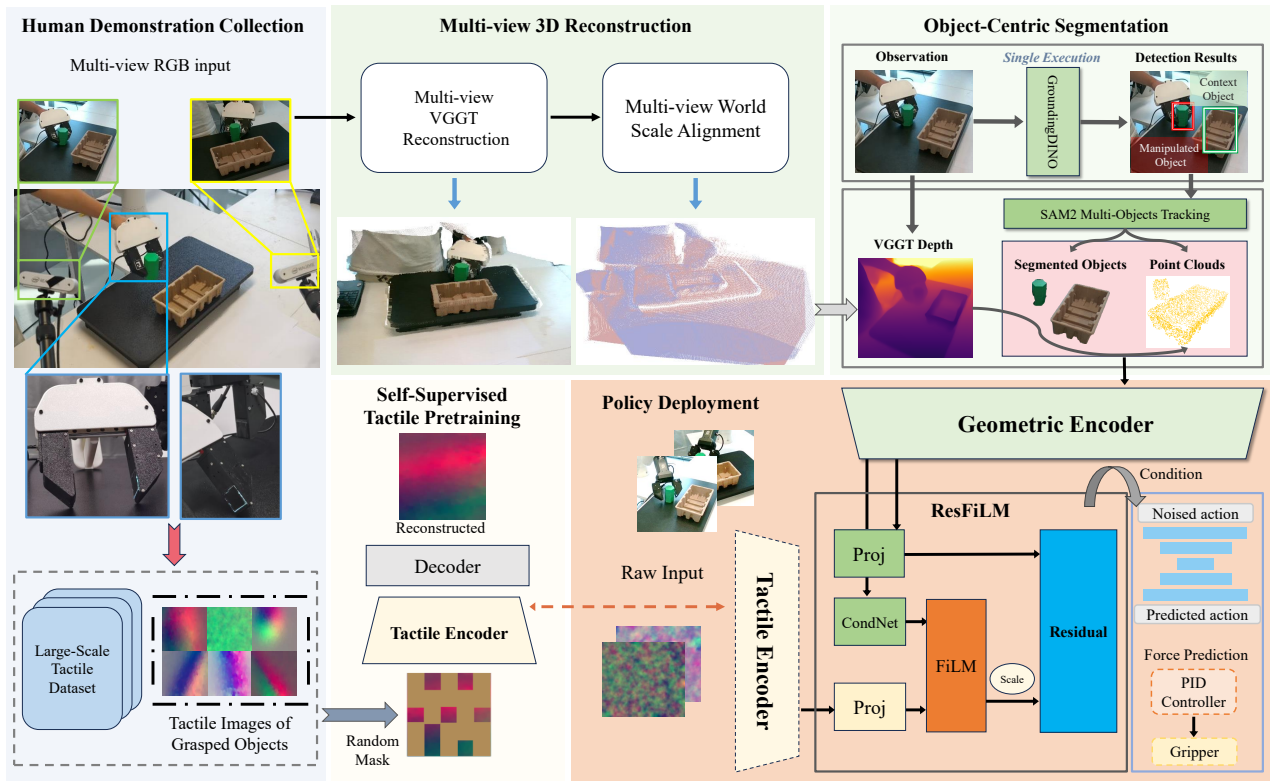 Human Demonstration Collection
Multi-view RGB input
Large-Scale
Tactile
Dataset
Tactile Images of
Grasped Objects
Multi-view 3D Reconstruction
Multi-view
VGGT
Reconstruction
Multi-view World
Scale Alignment
Object-Centric Segmentation
Observation
Single Execution
GroundingDINO
Detection Results
Context
Object
Manipulated
Object
SAM2 Multi-Objects Tracking
VGGT Depth
Segmented Objects
Point Clouds
Self-Supervised
Tactile Pretraining
Reconstructed
Decoder
Tactile Encoder
Random
Mask
Policy Deployment
Raw Input
Tactile Encoder
Geometric Encoder
ResFiLM
Proj
CondNet
FiLM
Proj
Scale
Residual
Condition
Noised action
Predicted action
Force Prediction
PID
Controller
Gripper